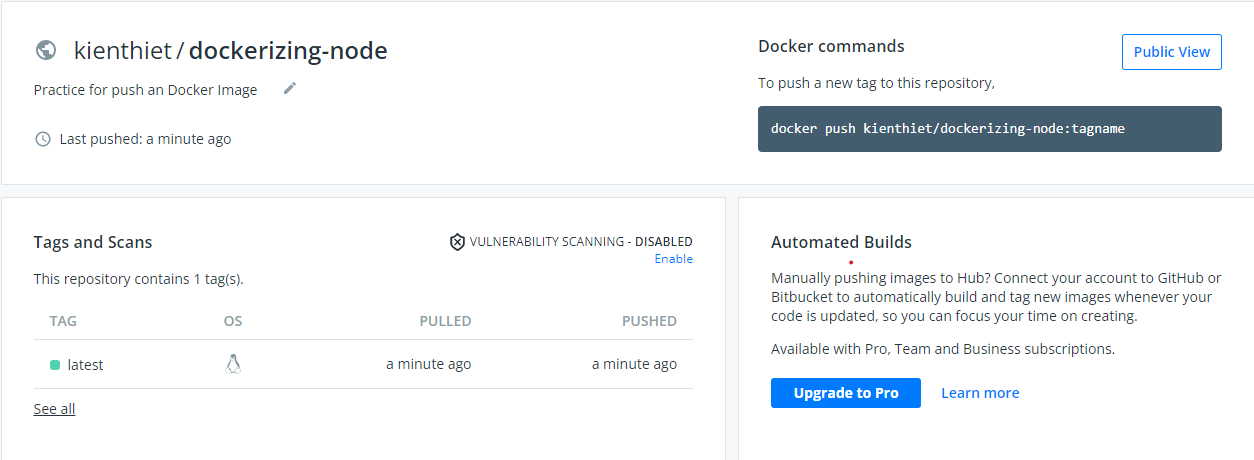 kienthiet / dockerizing-node
Practice for push an Docker Image
Last pushed: a minute ago
Docker commands
Public View
To push a new tag to this repository,
docker push kienthiet/dockerizing-node:tagname
Tags and Scans
VULNERABILITY SCANNING - DISABLED
Enable
This repository contains 1 tag(s).
TAG OS PULLED PUSHED
latest a minute ago a minute ago
See all
Automated Builds
Manually pushing images to Hub? Connect your account to GitHub or
Bitbucket to automatically build and tag new images whenever your
code is updated, so you can focus your time on creating.
Available with Pro, Team and Business subscriptions.
Upgrade to Pro Learn more